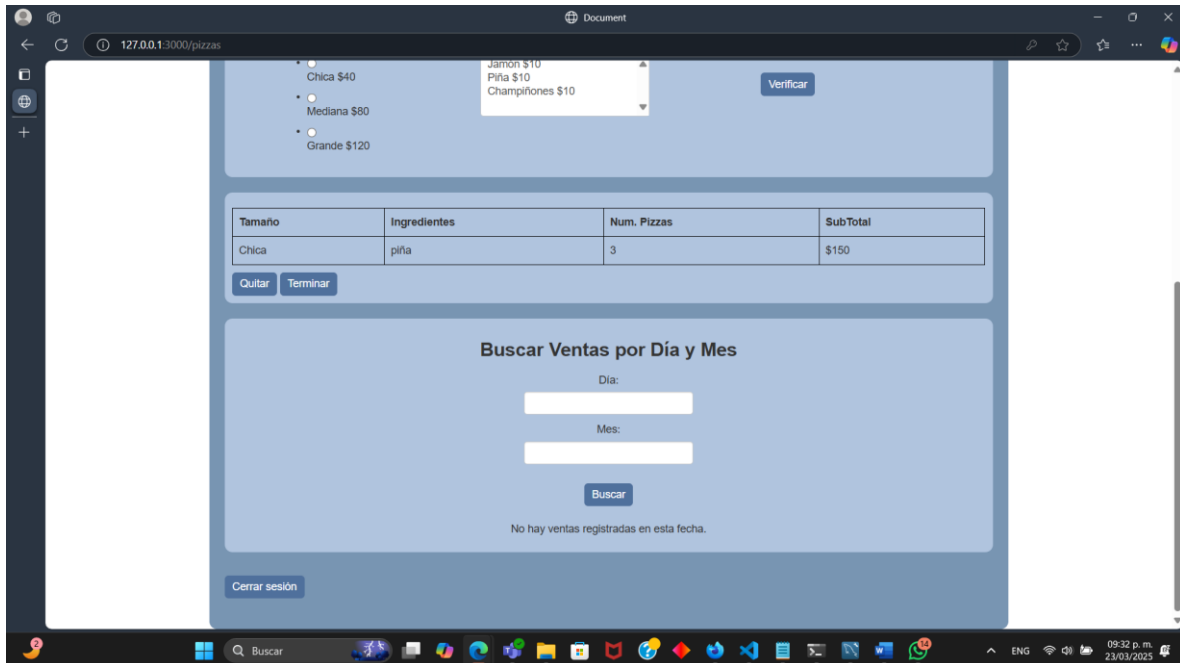 Document
127.0.0.1:3000/pizzas
Chica $40
Mediana $80
Grande $120
Jamón $10
Piña $10
Champiñones $10
Verificar
Tamaño Ingredientes Num. Pizzas SubTotal
Chica piña 3 $150
Quitar Terminar
Buscar Ventas por Día y Mes
Día:
Mes:
Buscar
No hay ventas registradas en esta fecha.
Cerrar sesión
2
Buscar
14
ENG
09:32 p. m.
23/03/2025